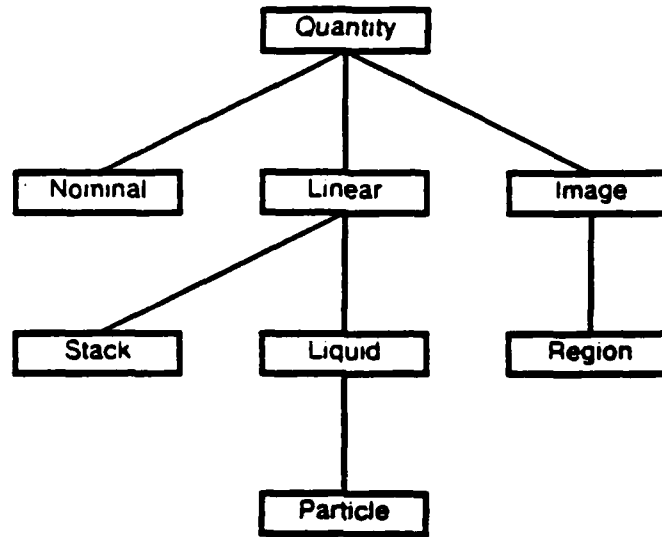 Quantity
Nominal
Linear
Image
Stack
Liquid
Region
Particle